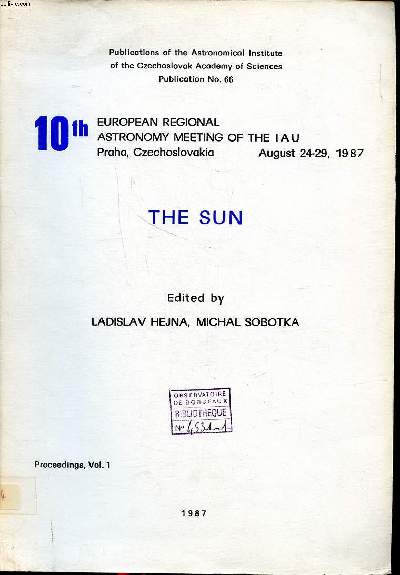 Publications of the Astronomical Institute
of the Czechoslovak Academy of Sciences
Publication No. 66
10th EUROPEAN REGIONAL
ASTRONOMY MEETING OF THE IAU
Praha, Czechoslovakia August 24-29, 1987
THE SUN
Edited by
LADISLAV HEJNA, MICHAL SOBOTKA
OBSERVATOIRE
DE BORDEAUX
BIBLIOTHEQUE
No
Proceedings, Vol. 1
1987